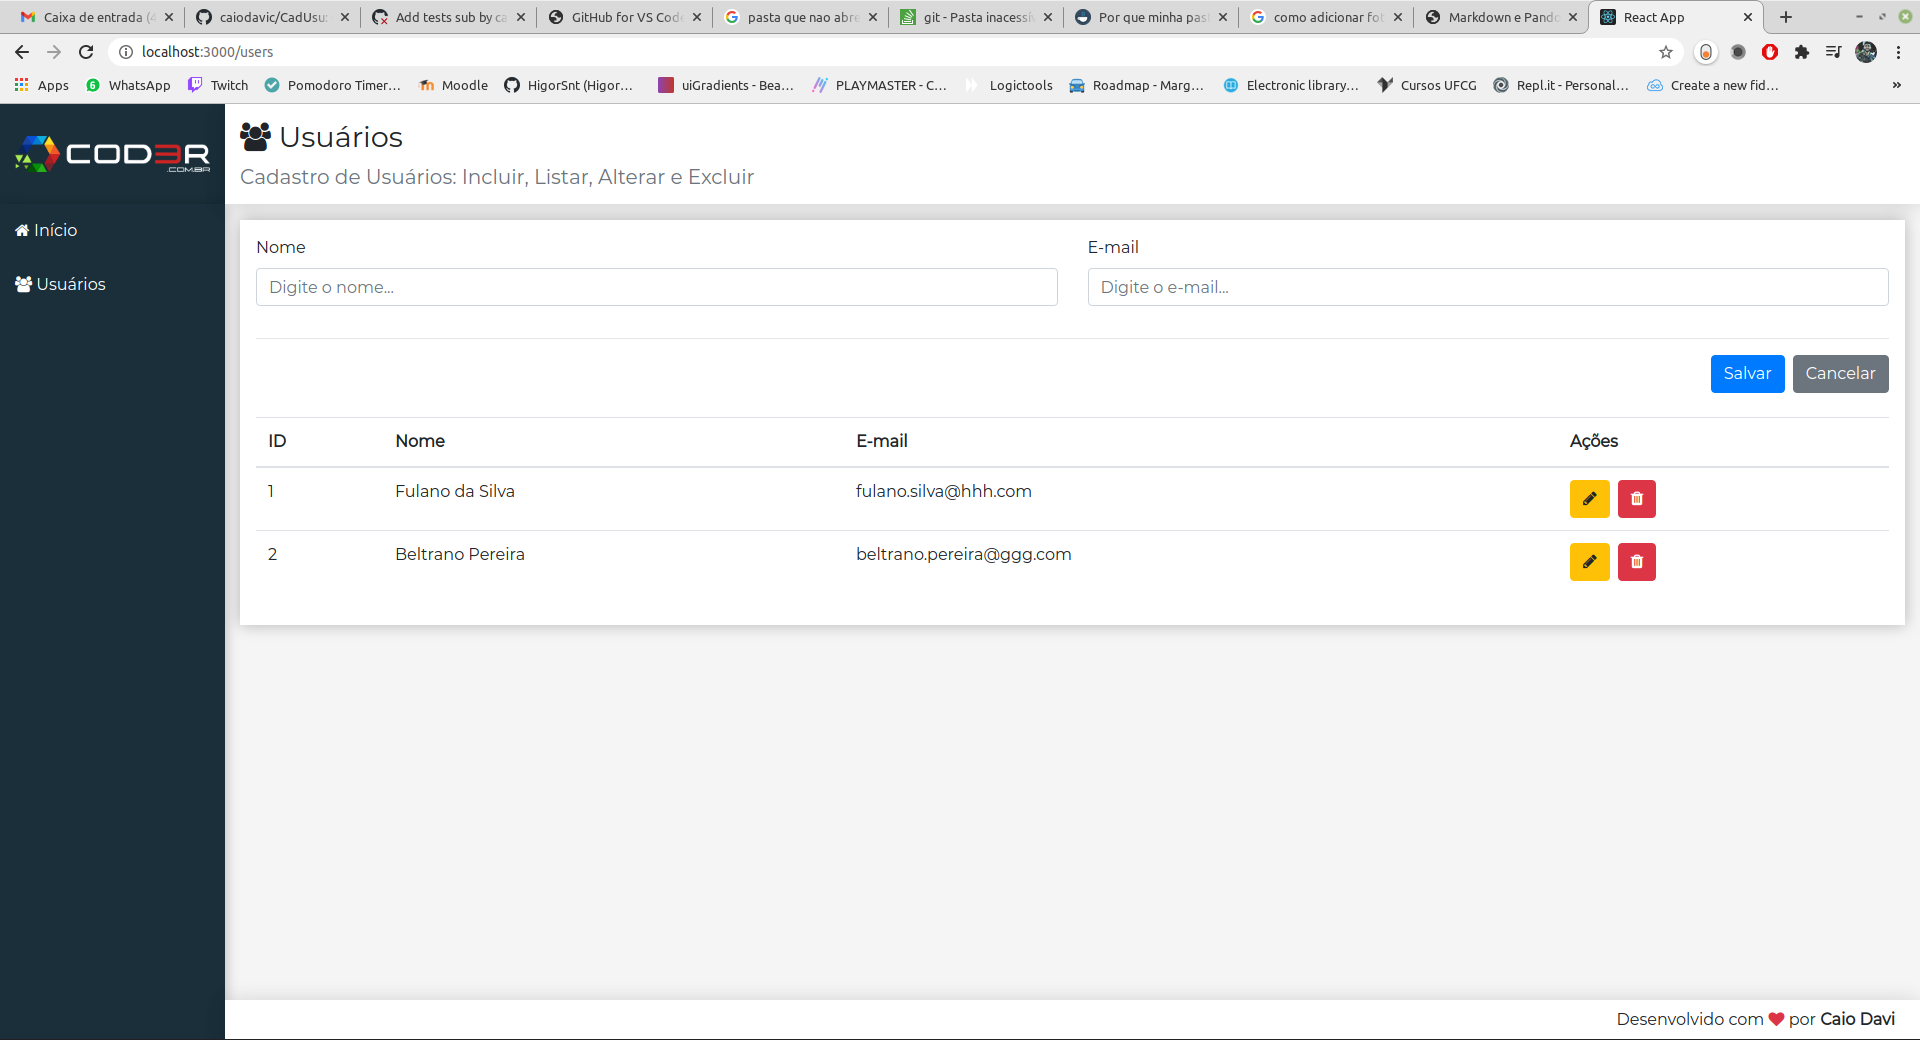 Caixa de entrada (4
caiodavic/CadUsu
Add tests sub by ca
GitHub for VS Cod
pasta que nao abre
git - Pasta inacessí
Por que minha pas
como adicionar fot
Markdown e Pando
React App
localhost:3000/users
Apps
WhatsApp
Twitch
Pomodoro Timer...
Moodle
HigorSnt (Higor...
uiGradients - Bea...
PLAYMASTER - C...
Logictools
Roadmap - Marg...
Electronic library...
Cursos UFCG
Repl.it - Personal...
Create a new fid...
»
COD3R
.COM.BR
Início
Usuários
Usuários
Cadastro de Usuários: Incluir, Listar, Alterar e Excluir
Nome E-mail
Digite o nome... Digite o e-mail...
Salvar Cancelar
ID Nome E-mail Ações
1 Fulano da Silva fulano.silva@hhh.com
2 Beltrano Pereira beltrano.pereira@ggg.com
Desenvolvido com ❤ por Caio Davi